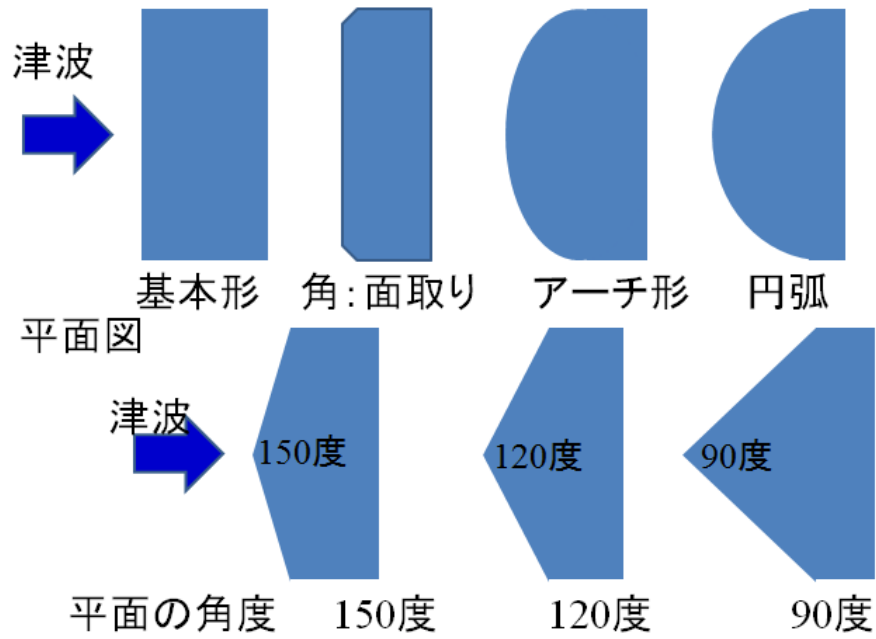 津波
基本形 角:面取り アーチ形 円弧
平面図
津波
150度 120度 90度
平面の角度 150度 120度 90度